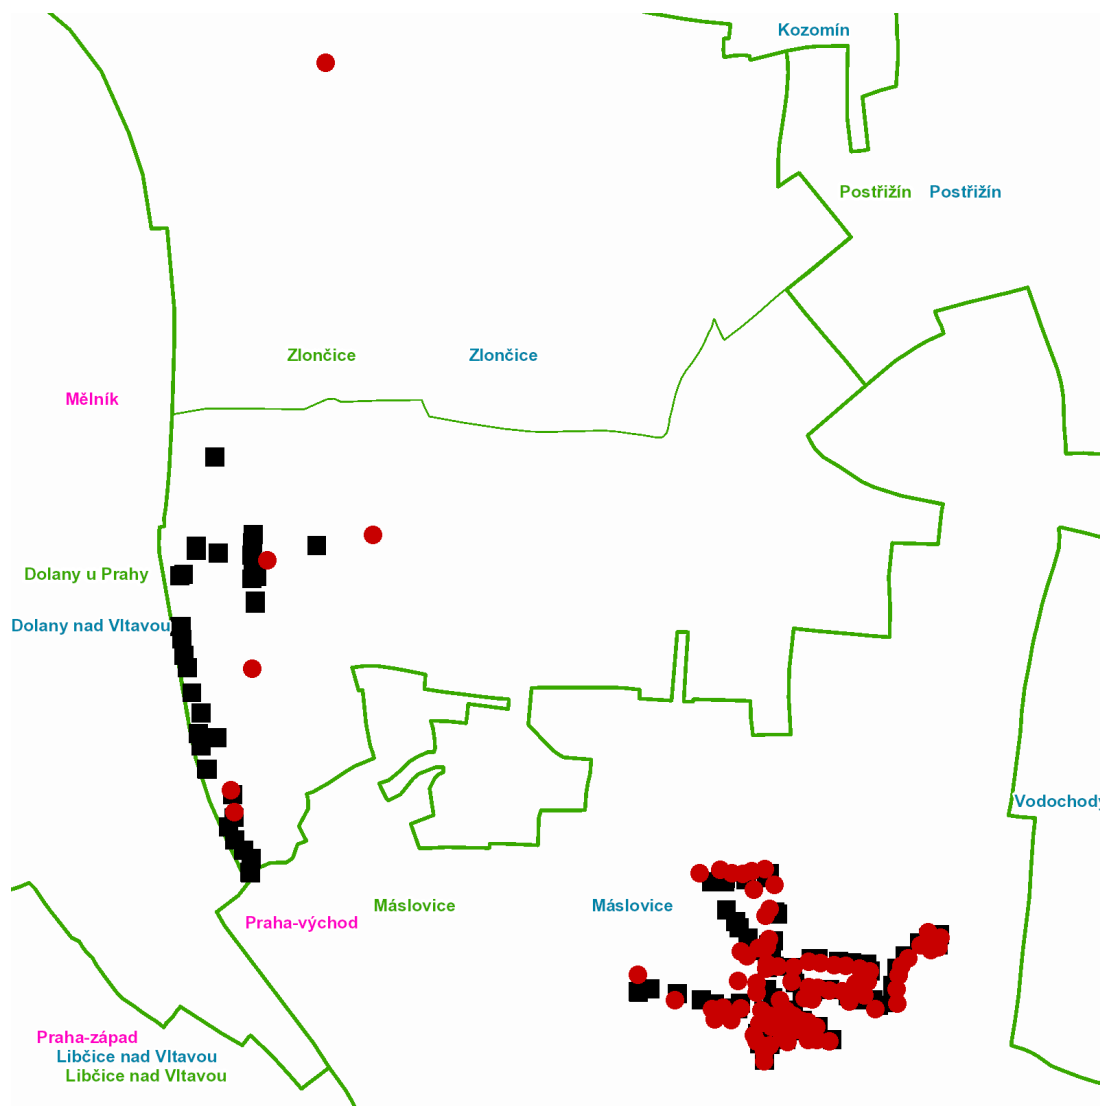 Kozomín
Postřižín Postřižín
Zlončice Zlončice
Mělník
Dolany u Prahy
Dolany nad Vltavou
Vodochody
Máslovice Máslovice
Praha-východ
Praha-západ
Libčice nad Vltavou
Libčice nad Vltavou